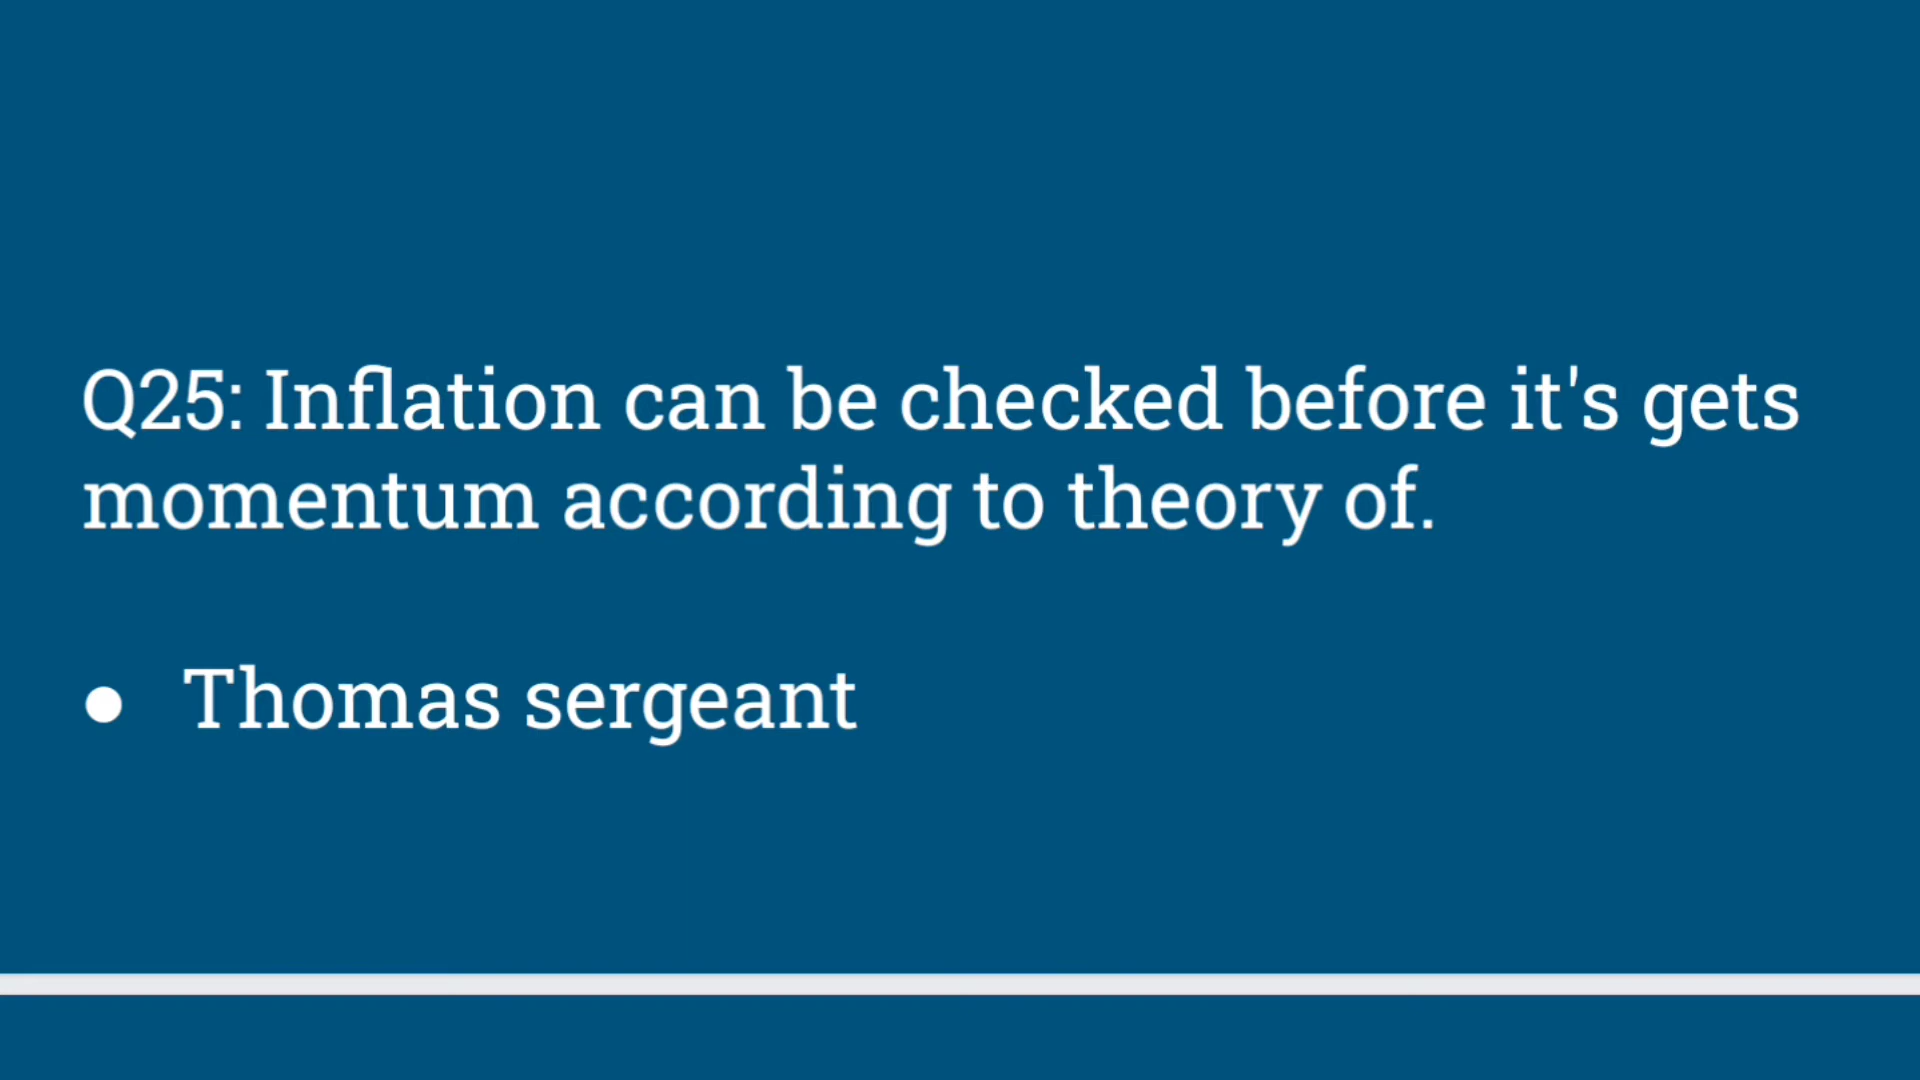 Q25: Inflation can be checked before it's gets
momentum according to theory of.
● Thomas sergeant